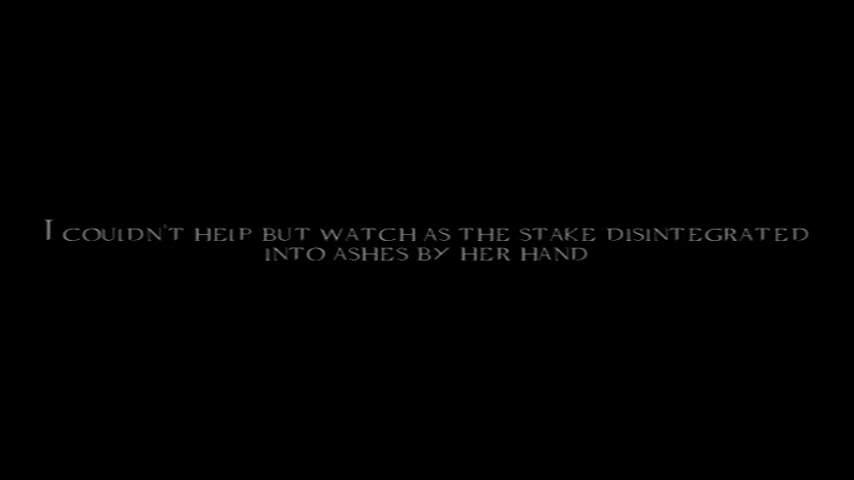 I COULDN'T HELP BUT WATCH AS THE STAKE DISINTEGRATED
INTO ASHES BY HER HAND